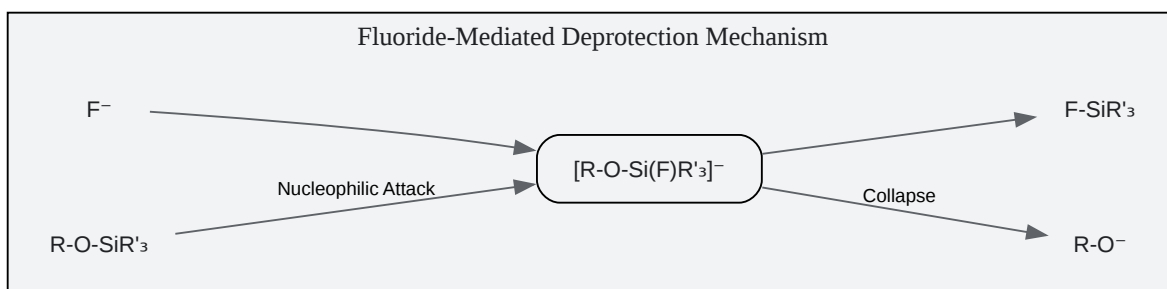 Fluoride-Mediated Deprotection Mechanism
F⁻
F-SiR'₃
[R-O-Si(F)R'₃]⁻
Nucleophilic Attack
Collapse
R-O-SiR'₃
R-O⁻